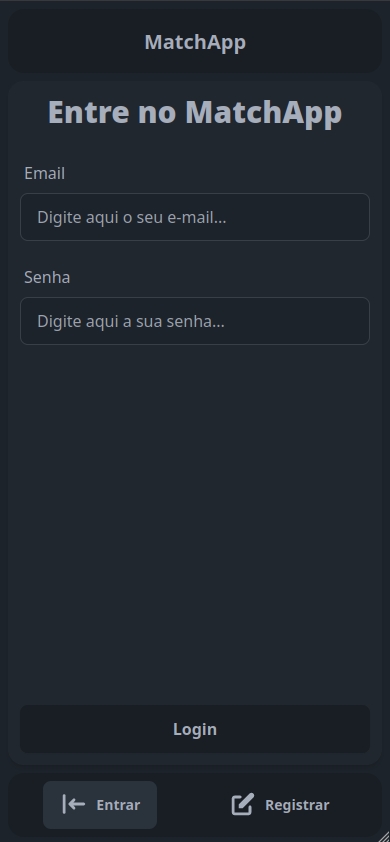 MatchApp
Entre no MatchApp
Email
Digite aqui o seu e-mail...
Senha
Digite aqui a sua senha...
Login
Entrar
Registrar